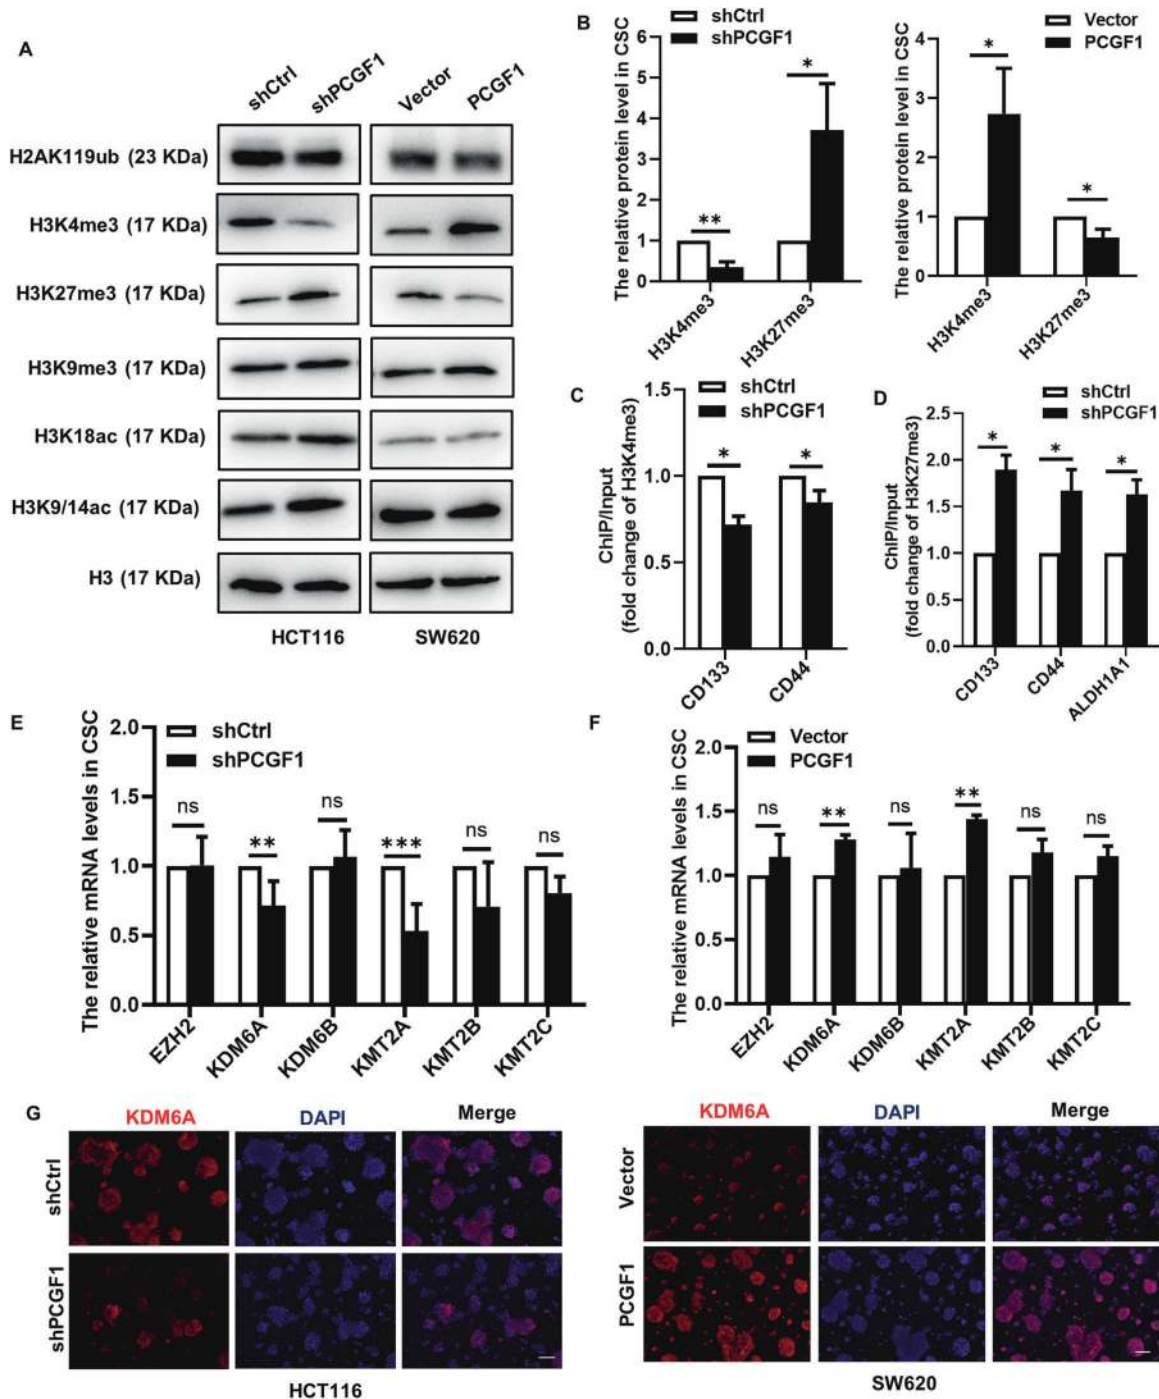 A
shCtrl
shPCGF1
Vector
PCGF1
H2AK119ub (23 KDa)
H3K4me3 (17 KDa)
H3K27me3 (17 KDa)
H3K9me3 (17 KDa)
H3K18ac (17 KDa)
H3K9/14ac (17 KDa)
H3 (17 KDa)
HCT116
SW620
B
shCtrl
shPCGF1
The relative protein level in CSC
6
5
4
3
2
1
0
**
*
H3K4me3
H3K27me3
Vector
PCGF1
The relative protein level in CSC
4
3
2
1
0
*
*
H3K4me3
H3K27me3
C
shCtrl
shPCGF1
ChIP/Input
(fold change of H3K4me3)
1.5
1.0
0.5
0.0
*
*
CD133
CD44
D
shCtrl
shPCGF1
ChIP/Input
(fold change of H3K27me3)
2.5
2.0
1.5
1.0
0.5
0.0
*
*
*
CD133
CD44
ALDH1A1
E
shCtrl
shPCGF1
The relative mRNA levels in CSC
2.0
1.5
1.0
0.5
0.0
ns
**
ns
***
ns
ns
EZH2
KDM6A
KDM6B
KMT2A
KMT2B
KMT2C
F
Vector
PCGF1
The relative mRNA levels in CSC
2.0
1.5
1.0
0.5
0.0
ns
**
ns
**
ns
ns
EZH2
KDM6A
KDM6B
KMT2A
KMT2B
KMT2C
G
KDM6A
DAPI
Merge
shCtrl
shPCGF1
HCT116
KDM6A
DAPI
Merge
Vector
PCGF1
SW620